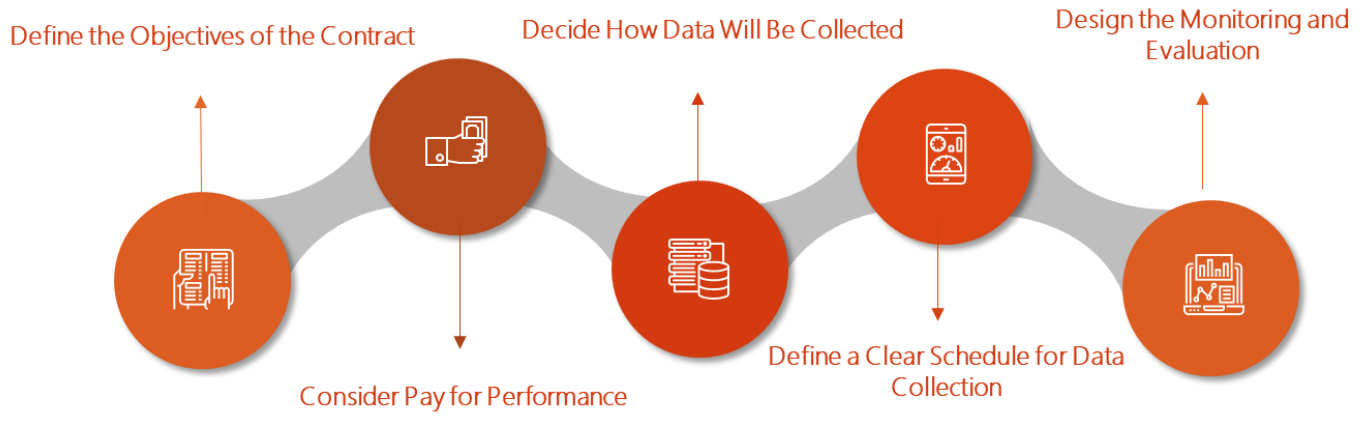 Define the Objectives of the Contract
Consider Pay for Performance
Decide How Data Will Be Collected
Define a Clear Schedule for Data
Collection
Design the Monitoring and
Evaluation